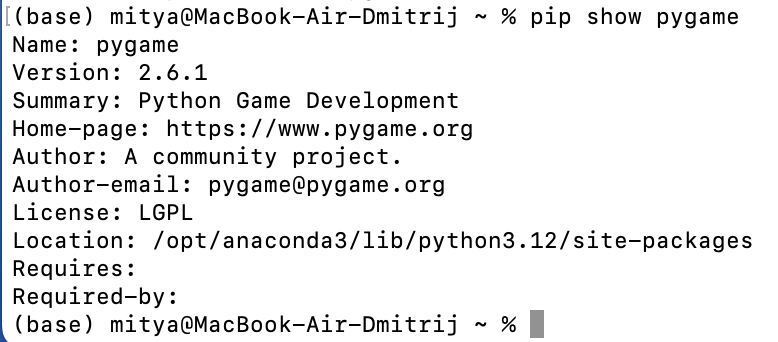 [(base) mitya@MacBook-Air-Dmitrij ~ % pip show pygame
Name: pygame
Version: 2.6.1
Summary: Python Game Development
Home-page: https://www.pygame.org
Author: A community project.
Author-email: pygame@pygame.org
License: LGPL
Location: /opt/anaconda3/lib/python3.12/site-packages
Requires:
Required-by:
(base) mitya@MacBook-Air-Dmitrij ~ %